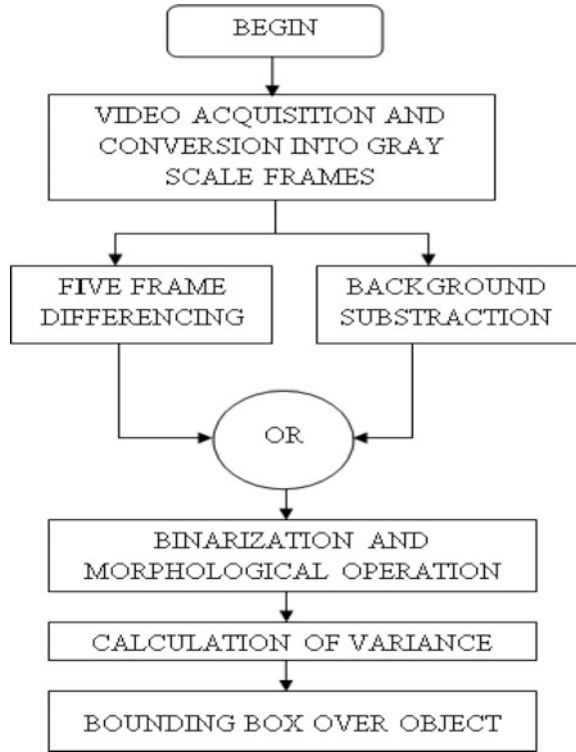 BEGIN
VIDEO ACQUISITION AND
CONVERSION INTO GRAY
SCALE FRAMES
FIVE FRAME
DIFFERENCING
BACKGROUND
SUBSTRACTION
OR
BINARIZATION AND
MORPHOLOGICAL OPERATION
CALCULATION OF VARIANCE
BOUNDING BOX OVER OBJECT